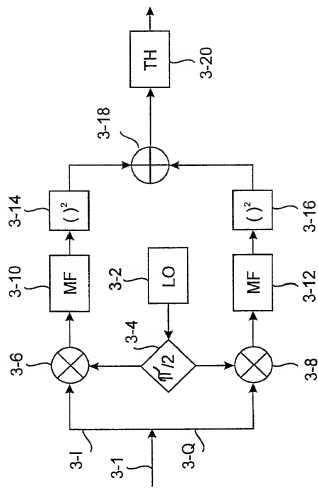 TH
3-20
3-18
3-14
( )²
( )²
3-16
3-10
MF
3-2
LO
MF
3-12
3-6
3-4
π/2
3-8
3-I
3-1
3-Q